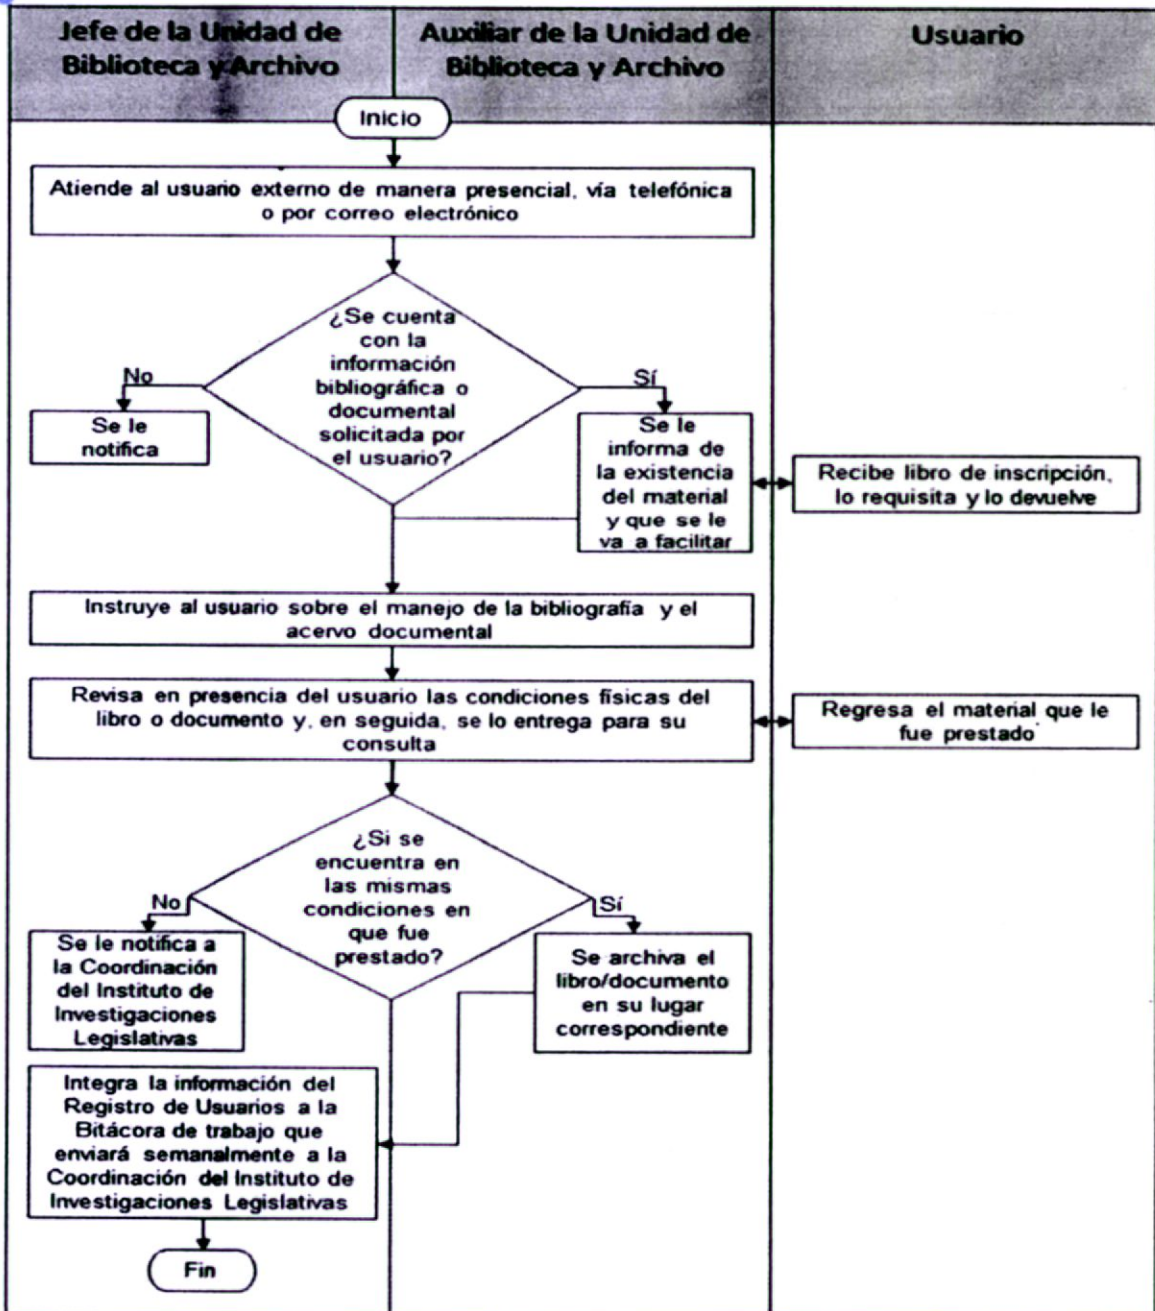 Jefe de la Unidad de
Biblioteca y Archivo
Auxiliar de la Unidad de
Biblioteca y Archivo
Usuario
Inicio
Atiende al usuario externo de manera presencial, vía telefónica
o por correo electrónico
¿Se cuenta
con la
información
bibliográfica o
documental
solicitada por
el usuario?
No
Se le
notifica
Sí
Se le
informa de
la existencia
del material
y que se le
va a facilitar
Recibe libro de inscripción,
lo requisita y lo devuelve
Instruye al usuario sobre el manejo de la bibliografía y el
acervo documental
Revisa en presencia del usuario las condiciones físicas del
libro o documento y, en seguida, se lo entrega para su
consulta
Regresa el material que le
fue prestado
¿Si se
encuentra en
las mismas
condiciones en
que fue
prestado?
No
Se le notifica a
la Coordinación
del Instituto de
Investigaciones
Legislativas
Sí
Se archiva el
libro/documento
en su lugar
correspondiente
Integra la información del
Registro de Usuarios a la
Bitácora de trabajo que
enviará semanalmente a la
Coordinación del Instituto de
Investigaciones Legislativas
Fin